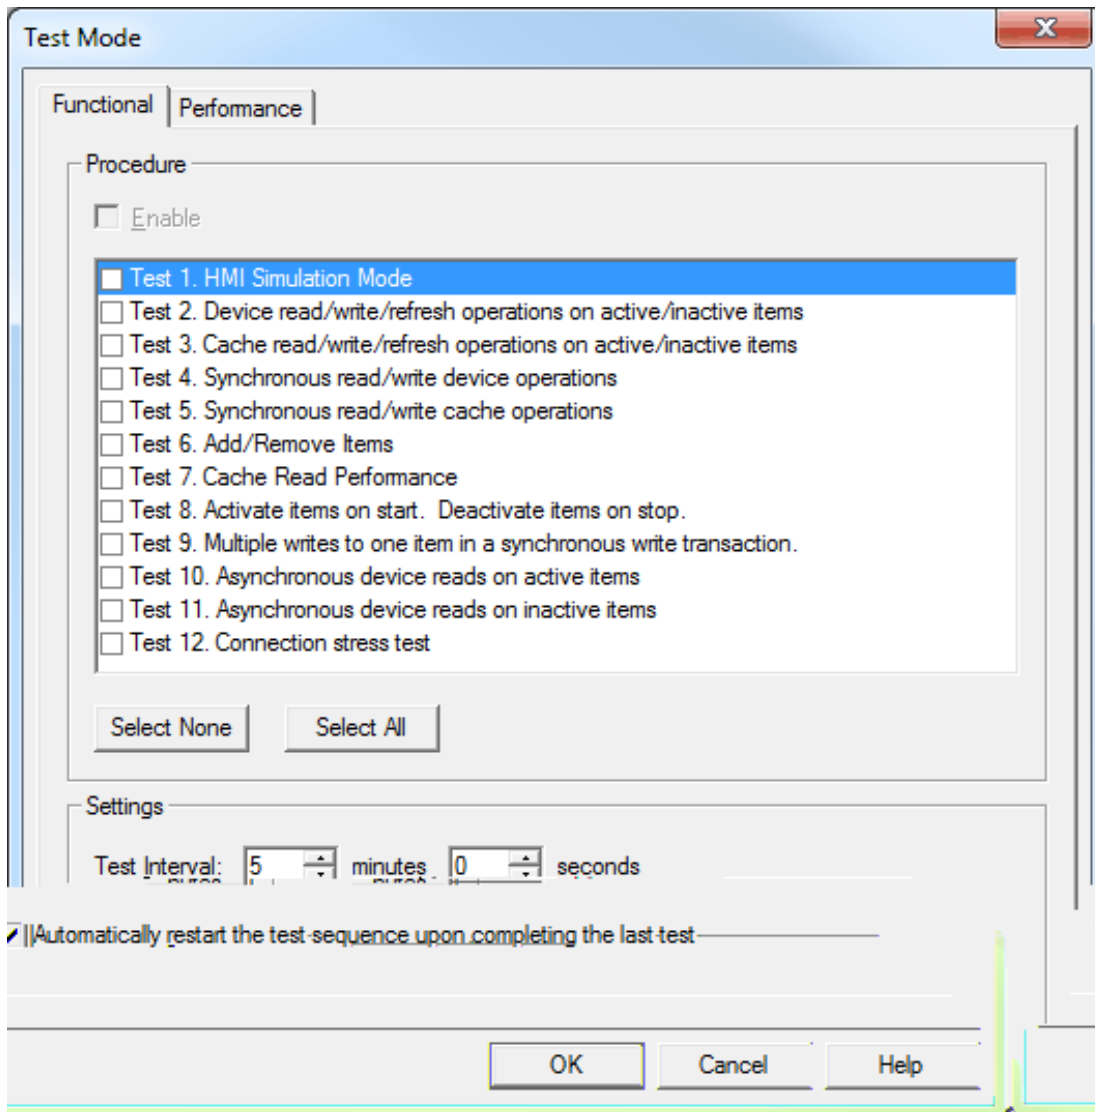 Test Mode
Functional
Performance
Procedure
Enable
Test 1. HMI Simulation Mode
Test 2. Device read/write/refresh operations on active/inactive items
Test 3. Cache read/write/refresh operations on active/inactive items
Test 4. Synchronous read/write device operations
Test 5. Synchronous read/write cache operations
Test 6. Add/Remove Items
Test 7. Cache Read Performance
Test 8. Activate items on start.  Deactivate items on stop.
Test 9. Multiple writes to one item in a synchronous write transaction.
Test 10. Asynchronous device reads on active items
Test 11. Asynchronous device reads on inactive items
Test 12. Connection stress test
Select None Select All
Settings
Test Interval: 5 minutes 0 seconds
Automatically restart the test sequence upon completing the last test
OK Cancel Help